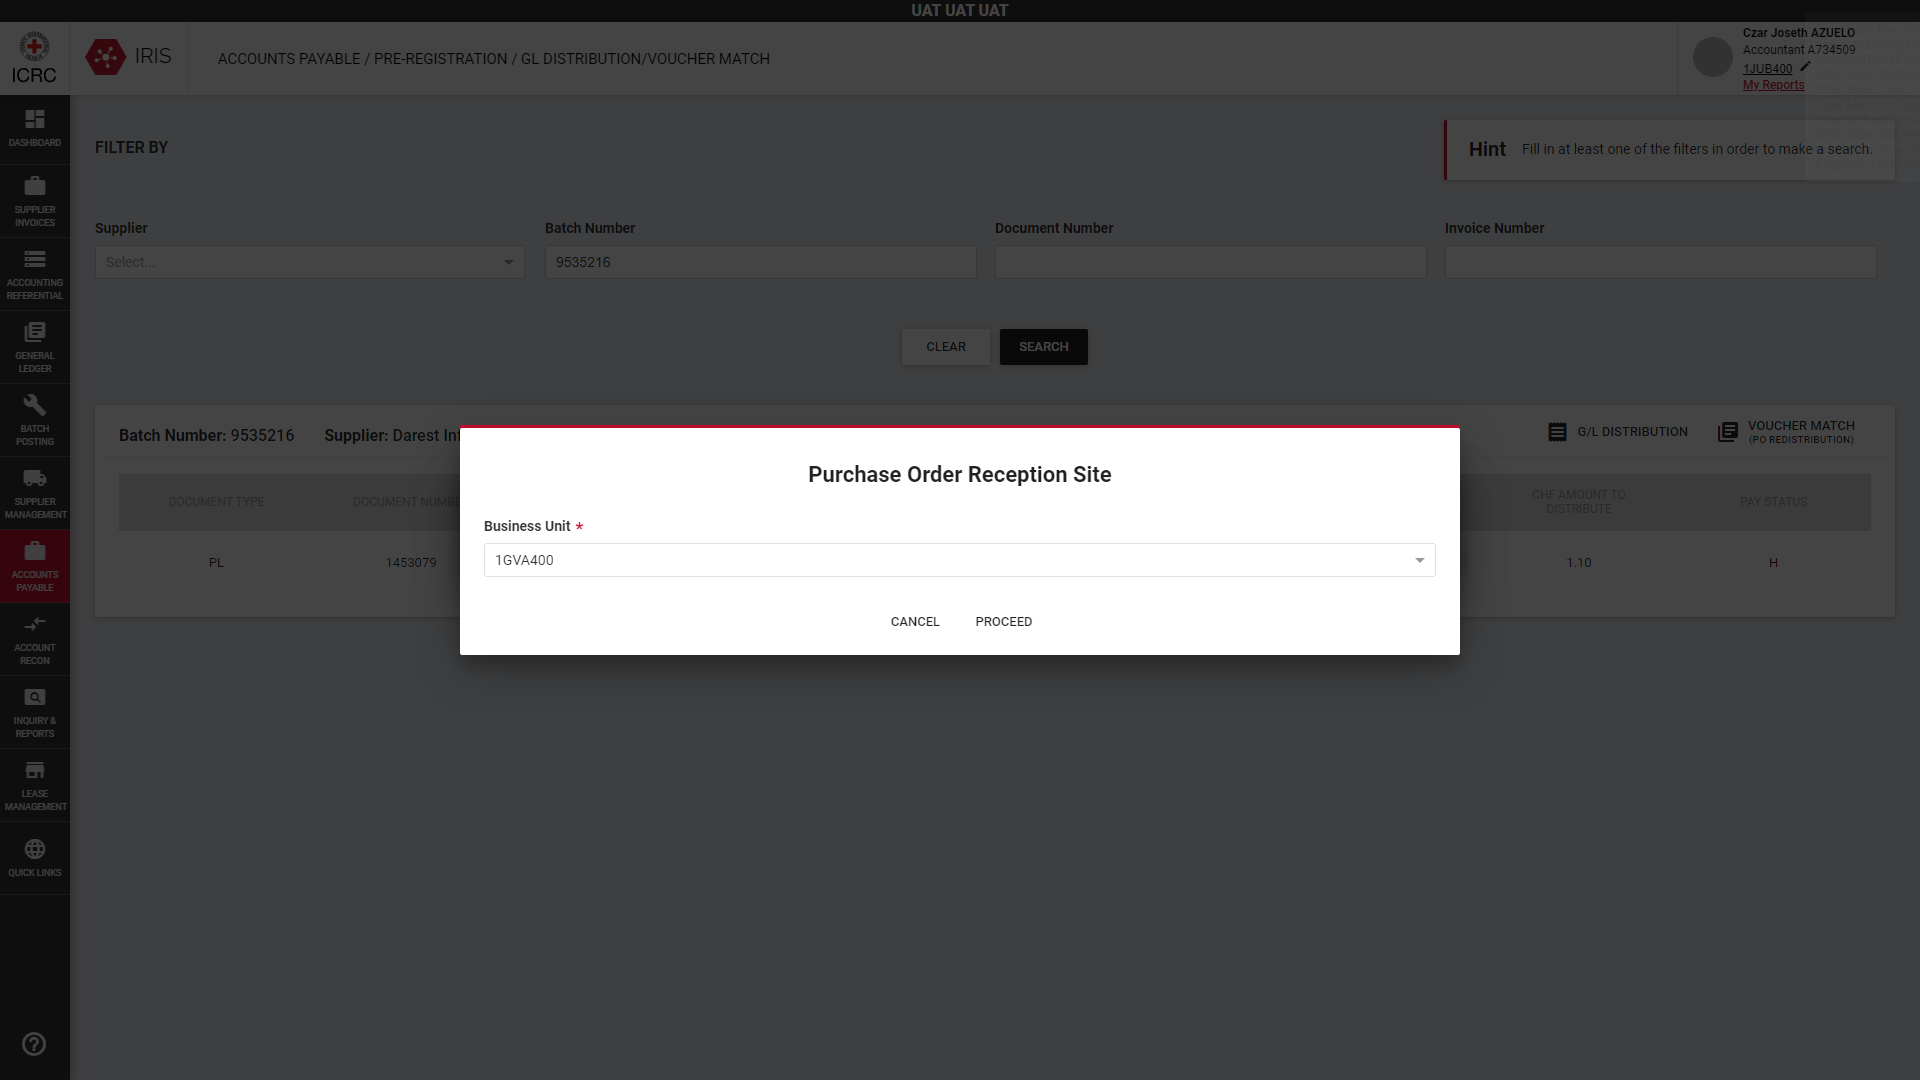 UAT UAT UAT
ICRC
IRIS
ACCOUNTS PAYABLE / PRE-REGISTRATION / GL DISTRIBUTION/VOUCHER MATCH
Czar Joseth AZUELO
Accountant A734509
1JUB400
My Reports
DASHBOARD
SUPPLIER
INVOICES
ACCOUNTING
REFERENTIAL
GENERAL
LEDGER
BATCH
POSTING
SUPPLIER
MANAGEMENT
ACCOUNTS
PAYABLE
ACCOUNT
RECON
INQUIRY &
REPORTS
LEASE
MANAGEMENT
QUICK LINKS
FILTER BY
Hint Fill in at least one of the filters in order to make a search.
Supplier Batch Number Document Number Invoice Number
Select... 9535216
CLEAR SEARCH
Batch Number: 9535216 Supplier: Darest Inf
G/L DISTRIBUTION
VOUCHER MATCH
(PO REDISTRIBUTION)
DOCUMENT TYPE DOCUMENT NUMBE
CHF AMOUNT TO
DISTRIBUTE
PAY STATUS
PL 1453079 1.10 H
Purchase Order Reception Site
Business Unit *
1GVA400
CANCEL PROCEED